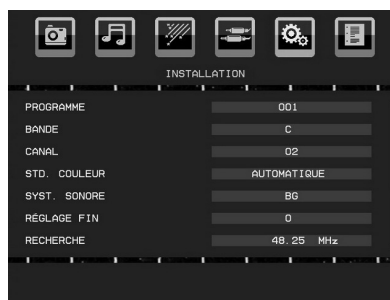 INSTALLATION
PROGRAMME 001
BANDE C
CANAL 02
STD. COULEUR AUTOMATIQUE
SYST. SONORE BG
RÉGLAGE FIN 0
RECHERCHE 48.25 MHz